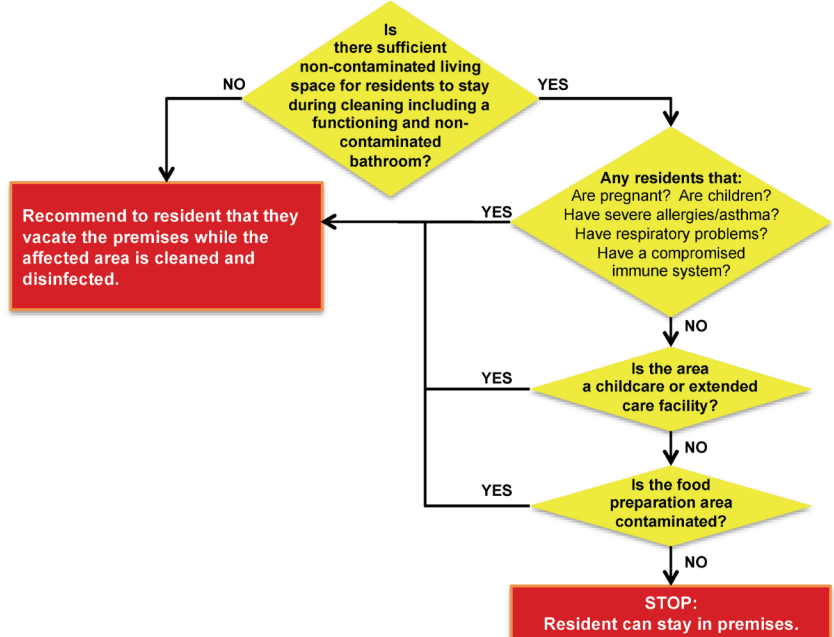 Is
there sufficient
non-contaminated living
space for residents to stay
during cleaning including a
functioning and non-
contaminated
bathroom?
NO
YES
Recommend to resident that they
vacate the premises while the
affected area is cleaned and
disinfected.
YES
Any residents that:
Are pregnant? Are children?
Have severe allergies/asthma?
Have respiratory problems?
Have a compromised
immune system?
NO
YES
Is the area
a childcare or extended
care facility?
NO
YES
Is the food
preparation area
contaminated?
NO
STOP:
Resident can stay in premises.